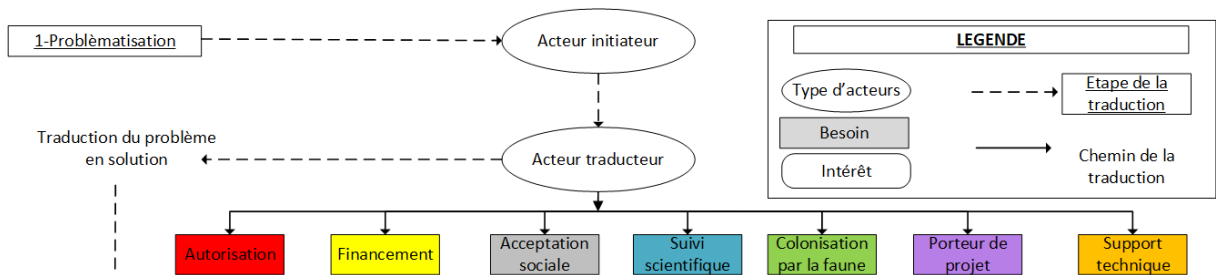 1-Problèmatisation
Acteur initiateur
LEGENDE
Type d'acteurs
Etape de la
traduction
Besoin
Intérêt
Chemin de la
traduction
Traduction du problème
en solution
Acteur traducteur
Autorisation
Financement
Acceptation
sociale
Suivi
scientifique
Colonisation
par la faune
Porteur de
projet
Support
technique